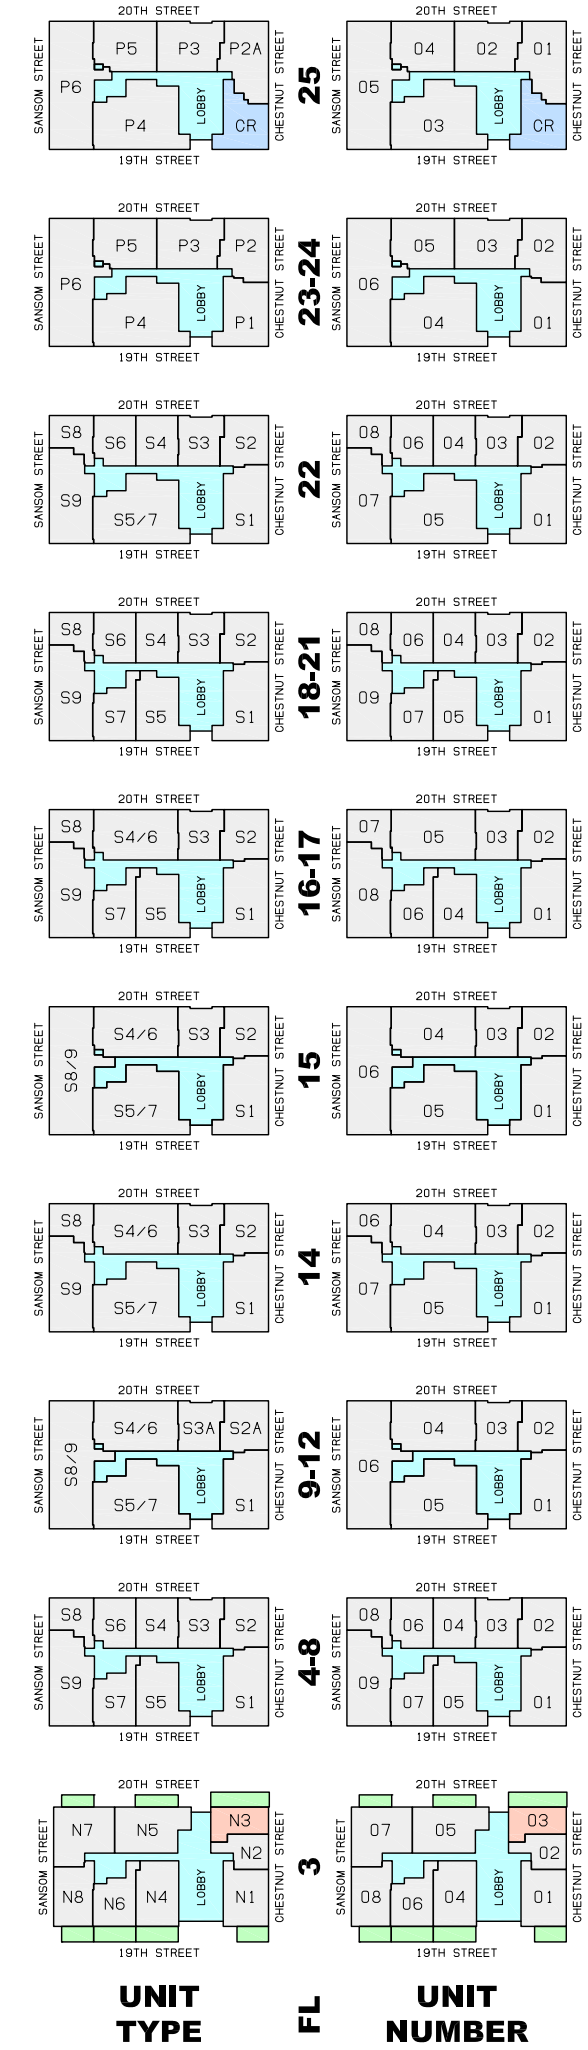 20TH STREET 20TH STREET
P5 P3 P2A 04 02 01
SANSOM STREET P6 LOBBY CHESTNUT STREET 25 SANSOM STREET 05 LOBBY CHESTNUT STREET
P4 CR 03 CR
19TH STREET 19TH STREET
20TH STREET 20TH STREET
P5 P3 P2 05 03 02
SANSOM STREET P6 LOBBY CHESTNUT STREET 23-24 SANSOM STREET 06 LOBBY CHESTNUT STREET
P4 P1 04 01
19TH STREET 19TH STREET
20TH STREET 20TH STREET
S8 S6 S4 S3 S2 08 06 04 03 02
SANSOM STREET S9 LOBBY CHESTNUT STREET 22 SANSOM STREET 07 LOBBY CHESTNUT STREET
S5/7 S1 05 01
19TH STREET 19TH STREET
20TH STREET 20TH STREET
S8 S6 S4 S3 S2 08 06 04 03 02
SANSOM STREET S9 LOBBY CHESTNUT STREET 18-21 SANSOM STREET 09 LOBBY CHESTNUT STREET
S7 S5 S1 07 05 01
19TH STREET 19TH STREET
20TH STREET 20TH STREET
S8 S4/6 S3 S2 07 05 03 02
SANSOM STREET S9 LOBBY CHESTNUT STREET 16-17 SANSOM STREET 08 LOBBY CHESTNUT STREET
S7 S5 S1 06 04 01
19TH STREET 19TH STREET
20TH STREET 20TH STREET
S4/6 S3 S2 04 03 02
SANSOM STREET S8/9 LOBBY CHESTNUT STREET 15 SANSOM STREET 06 LOBBY CHESTNUT STREET
S5/7 S1 05 01
19TH STREET 19TH STREET
20TH STREET 20TH STREET
S8 S4/6 S3 S2 06 04 03 02
SANSOM STREET S9 LOBBY CHESTNUT STREET 14 SANSOM STREET 07 LOBBY CHESTNUT STREET
S5/7 S1 05 01
19TH STREET 19TH STREET
20TH STREET 20TH STREET
S4/6 S3A S2A 04 03 02
SANSOM STREET S8/9 LOBBY CHESTNUT STREET 9-12 SANSOM STREET 06 LOBBY CHESTNUT STREET
S5/7 S1 05 01
19TH STREET 19TH STREET
20TH STREET 20TH STREET
S8 S6 S4 S3 S2 08 06 04 03 02
SANSOM STREET S9 LOBBY CHESTNUT STREET 4-8 SANSOM STREET 09 LOBBY CHESTNUT STREET
S7 S5 S1 07 05 01
19TH STREET 19TH STREET
20TH STREET 20TH STREET
N7 N5 N3 07 05 03
N2 02
SANSOM STREET LOBBY CHESTNUT STREET 3 SANSOM STREET LOBBY CHESTNUT STREET
N8 N6 N4 N1 08 06 04 01
19TH STREET 19TH STREET
UNIT FL UNIT
TYPE NUMBER